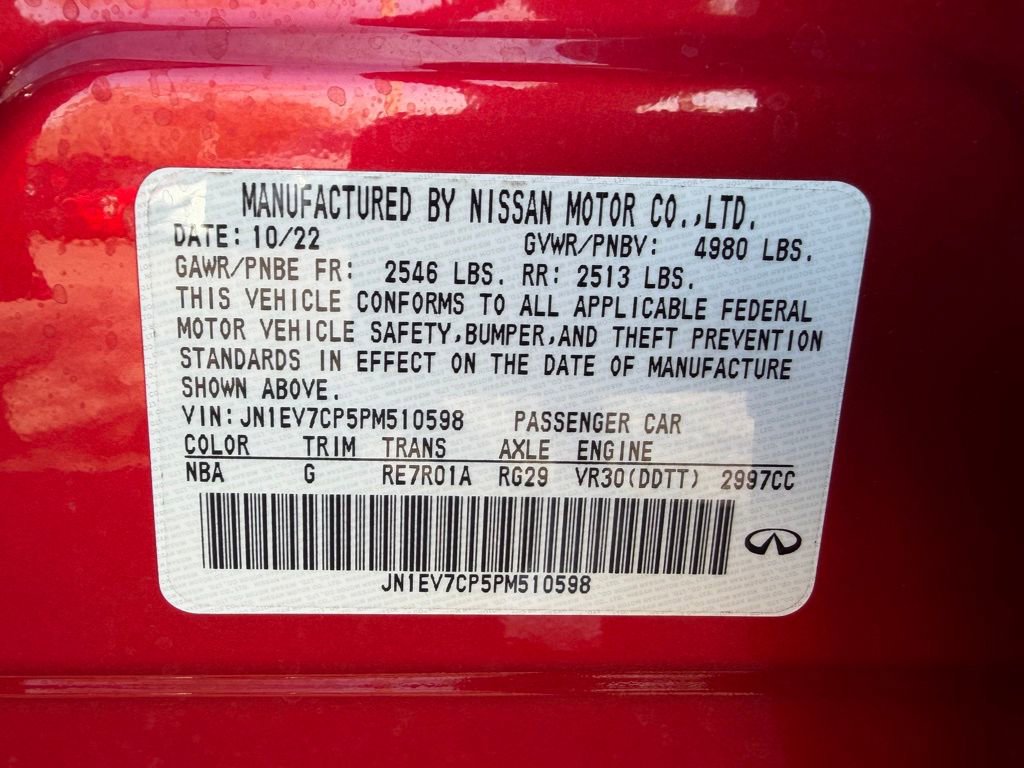 MANUFACTURED BY NISSAN MOTOR CO.,LTD.
DATE: 10/22 GVWR/PNBV: 4980 LBS.
GAWR/PNBE FR: 2546 LBS. RR: 2513 LBS.
THIS VEHICLE CONFORMS TO ALL APPLICABLE FEDERAL
MOTOR VEHICLE SAFETY,BUMPER,AND THEFT PREVENTION
STANDARDS IN EFFECT ON THE DATE OF MANUFACTURE
SHOWN ABOVE.
VIN: JN1EV7CP5PM510598 PASSENGER CAR
COLOR TRIM TRANS AXLE ENGINE
NBA G RE7R01A RG29 VR30(DDTT) 2997CC
JN1EV7CP5PM510598